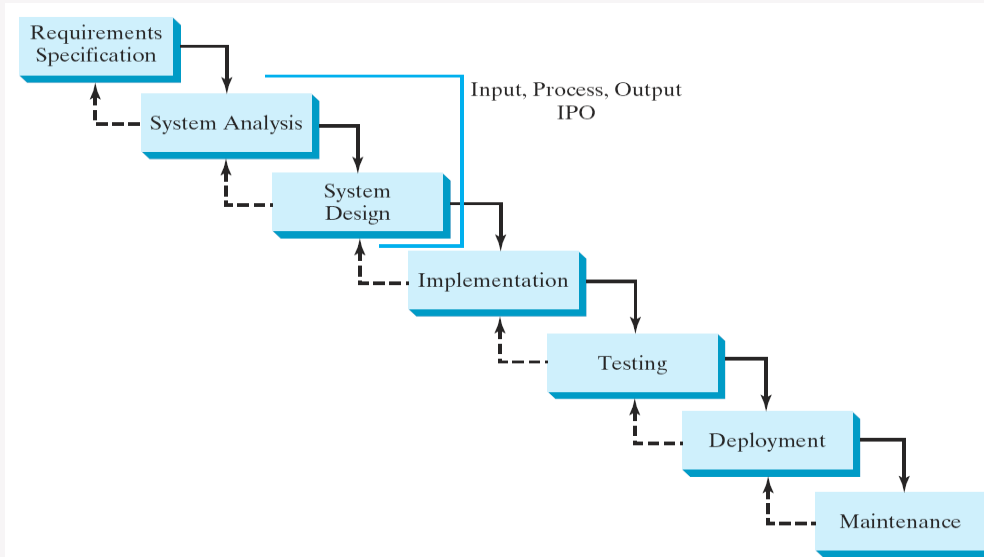 Requirements
Specification
Input, Process, Output
IPO
System Analysis
System
Design
Implementation
Testing
Deployment
Maintenance